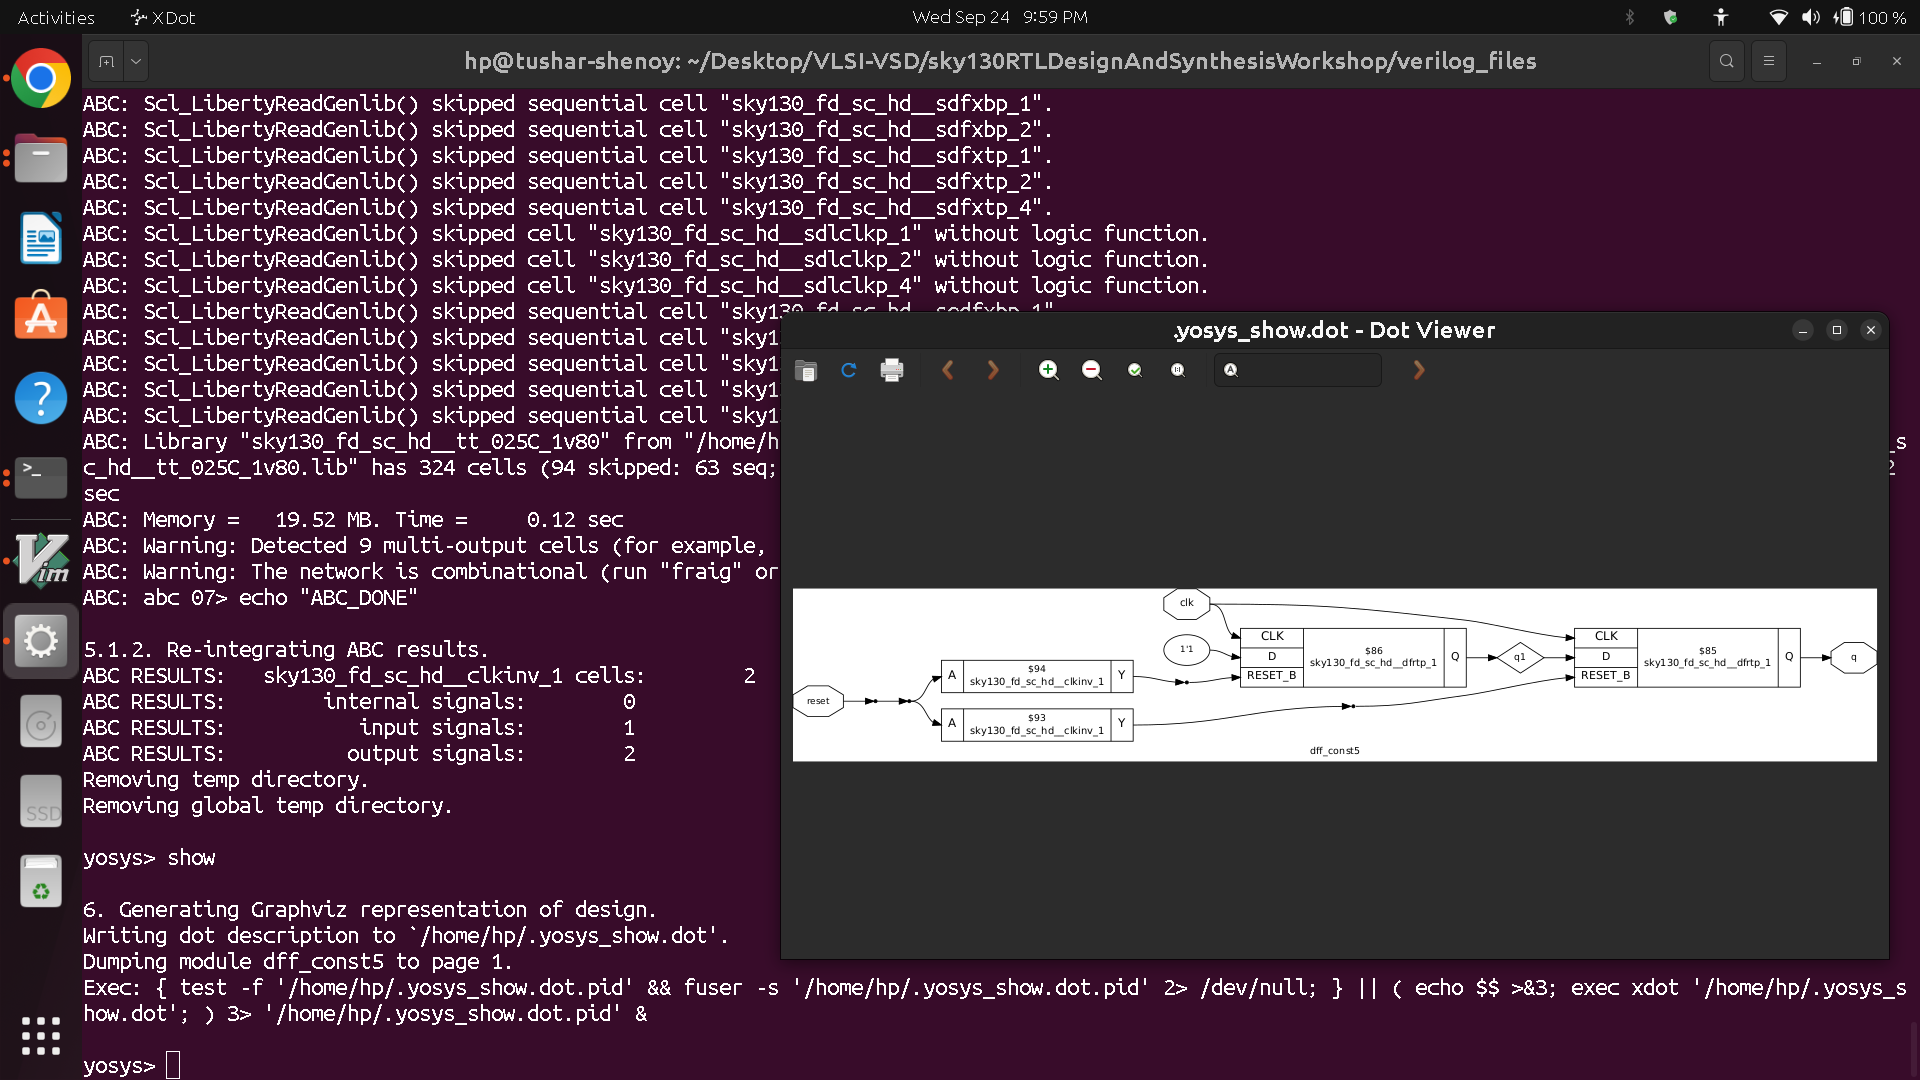 Activities
XDot
Wed Sep 24 9:59 PM
100 %
hp@tushar-shenoy: ~/Desktop/VLSI-VSD/sky130RTLDesignAndSynthesisWorkshop/verilog_files
ABC: Scl_LibertyReadGenlib() skipped sequential cell "sky130_fd_sc_hd__sdfxbp_1".
ABC: Scl_LibertyReadGenlib() skipped sequential cell "sky130_fd_sc_hd__sdfxbp_2".
ABC: Scl_LibertyReadGenlib() skipped sequential cell "sky130_fd_sc_hd__sdfxtp_1".
ABC: Scl_LibertyReadGenlib() skipped sequential cell "sky130_fd_sc_hd__sdfxtp_2".
ABC: Scl_LibertyReadGenlib() skipped sequential cell "sky130_fd_sc_hd__sdfxtp_4".
ABC: Scl_LibertyReadGenlib() skipped cell "sky130_fd_sc_hd__sdlclkp_1" without logic function.
ABC: Scl_LibertyReadGenlib() skipped cell "sky130_fd_sc_hd__sdlclkp_2" without logic function.
ABC: Scl_LibertyReadGenlib() skipped cell "sky130_fd_sc_hd__sdlclkp_4" without logic function.
ABC: Scl_LibertyReadGenlib() skipped sequential cell "sky130_fd_sc_hd__sedfxbp_1".
ABC: Scl_LibertyReadGenlib() skipped sequential cell "sky1
ABC: Scl_LibertyReadGenlib() skipped sequential cell "sky1
ABC: Scl_LibertyReadGenlib() skipped sequential cell "sky1
ABC: Scl_LibertyReadGenlib() skipped sequential cell "sky1
ABC: Library "sky130_fd_sc_hd__tt_025C_1v80" from "/home/h
_s
c_hd__tt_025C_1v80.lib" has 324 cells (94 skipped: 63 seq;
2
sec
ABC: Memory = 19.52 MB. Time = 0.12 sec
ABC: Warning: Detected 9 multi-output cells (for example,
ABC: Warning: The network is combinational (run "fraig" or
ABC: abc 07> echo "ABC_DONE"
5.1.2. Re-integrating ABC results.
ABC RESULTS: sky130_fd_sc_hd__clkinv_1 cells: 2
ABC RESULTS: internal signals: 0
ABC RESULTS: input signals: 1
ABC RESULTS: output signals: 2
Removing temp directory.
Removing global temp directory.
yosys> show
6. Generating Graphviz representation of design.
Writing dot description to `/home/hp/.yosys_show.dot'.
Dumping module dff_const5 to page 1.
Exec: { test -f '/home/hp/.yosys_show.dot.pid' && fuser -s '/home/hp/.yosys_show.dot.pid' 2> /dev/null; } || ( echo $$ >&3; exec xdot '/home/hp/.yosys_s
how.dot'; ) 3> '/home/hp/.yosys_show.dot.pid' &
yosys>
.yosys_show.dot - Dot Viewer
clk
1'1
reset
A
$94
sky130_fd_sc_hd__clkinv_1
Y
A
$93
sky130_fd_sc_hd__clkinv_1
Y
CLK
D
RESET_B
$86
sky130_fd_sc_hd__dfrtp_1
Q
q1
CLK
D
RESET_B
$85
sky130_fd_sc_hd__dfrtp_1
Q
q
dff_const5
>_
?
Vim
SSD